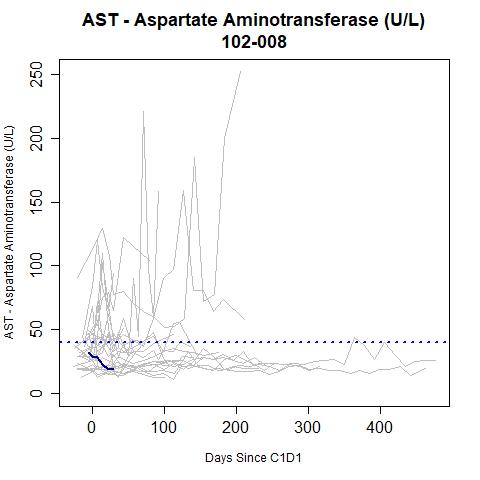 AST - Aspartate Aminotransferase (U/L)
102-008
AST - Aspartate Aminotransferase (U/L)
250
200
150
100
50
0
0 100 200 300 400
Days Since C1D1